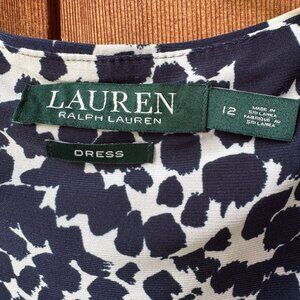 LAUREN
RALPH LAUREN
DRESS
12
MADE IN
SRI LANKA
FABRIQUÉ AU
SRI LANKA